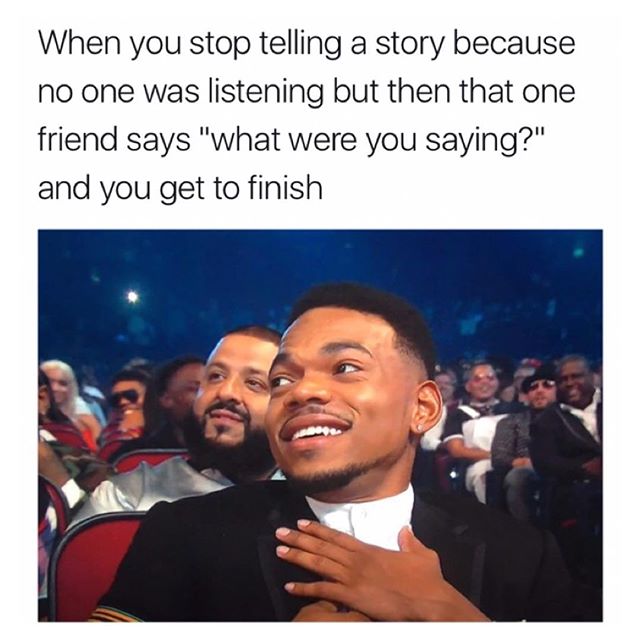 When you stop telling a story because
no one was listening but then that one
friend says "what were you saying?"
and you get to finish